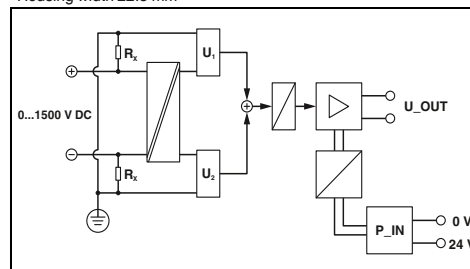 Housing width 22.5 mm
Rx
U1
+
0...1500 V DC
+
U_OUT
−
Rx
U2
P_IN
0 V
24 V